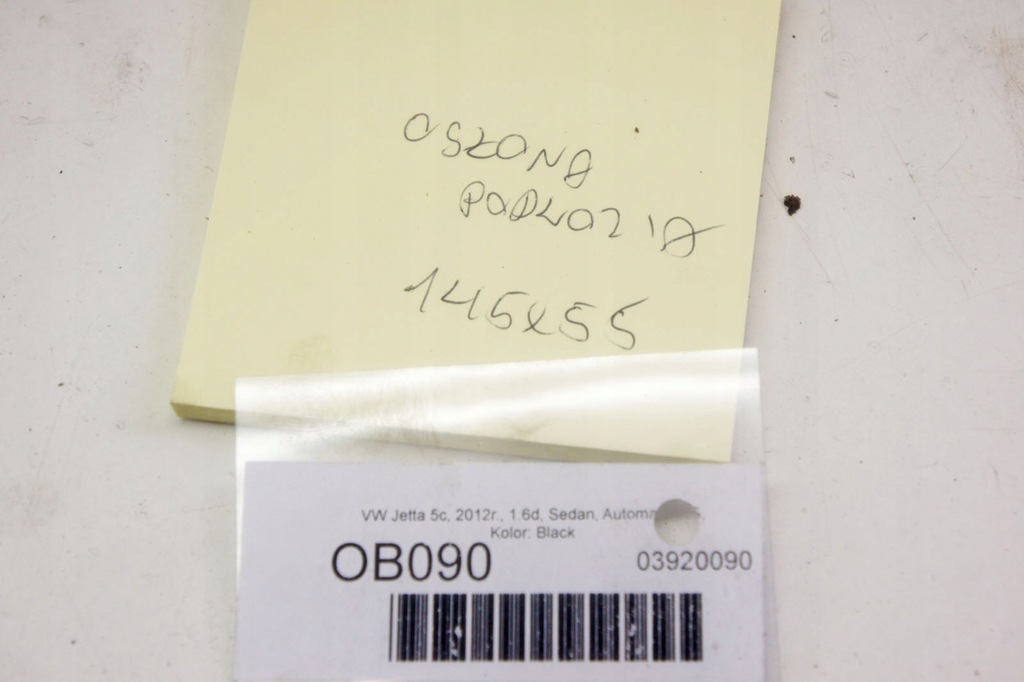 OSŁONA
PODWOZIA
145x55
VW Jetta 5c, 2012r., 1.6d, Sedan,
Kolor: Black
OB090
03920090